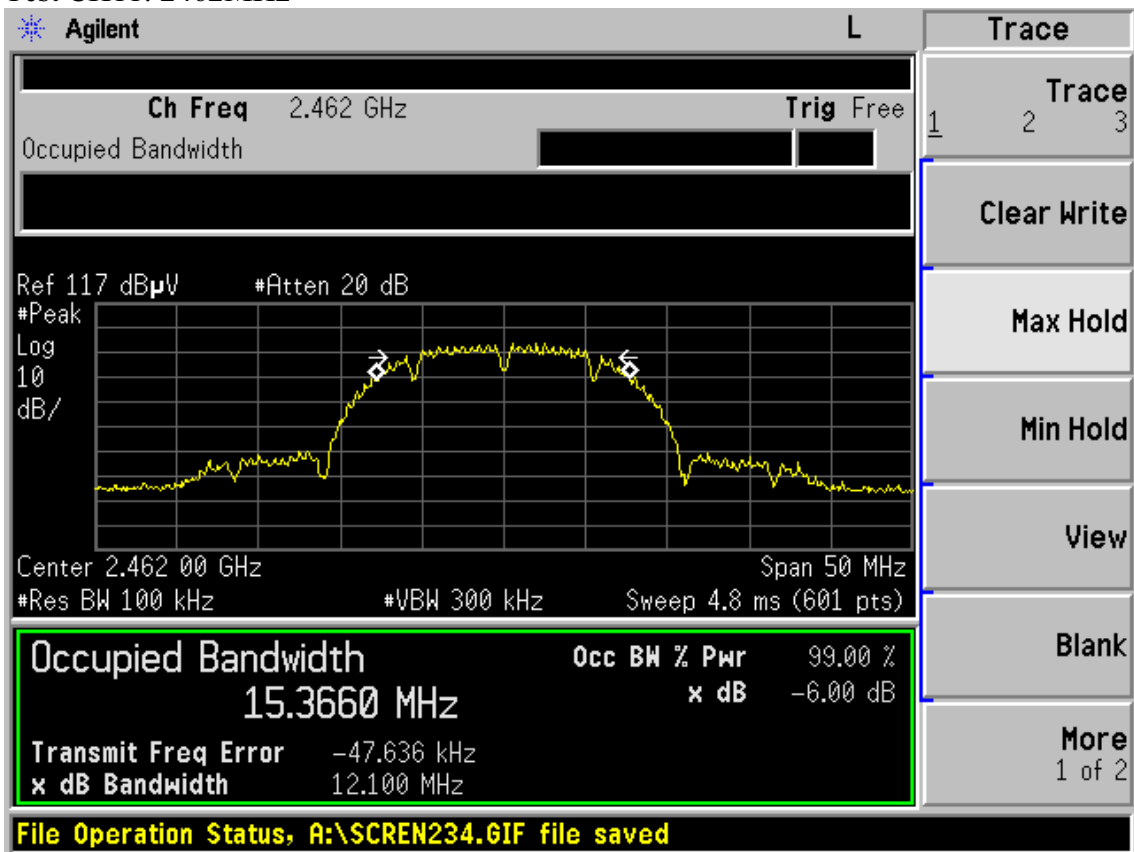 Agilent L Trace
Ch Freq 2.462 GHz Trig Free
Occupied Bandwidth
Trace
1 2 3
Clear Write
Max Hold
Min Hold
View
Blank
More
1 of 2
Ref 117 dBµV #Atten 20 dB
#Peak
Log
10
dB/
Center 2.462 00 GHz Span 50 MHz
#Res BW 100 kHz #VBW 300 kHz Sweep 4.8 ms (601 pts)
Occupied Bandwidth Occ BW % Pwr 99.00 %
15.3660 MHz x dB -6.00 dB
Transmit Freq Error -47.636 kHz
x dB Bandwidth 12.100 MHz
File Operation Status, A:\SCREN234.GIF file saved